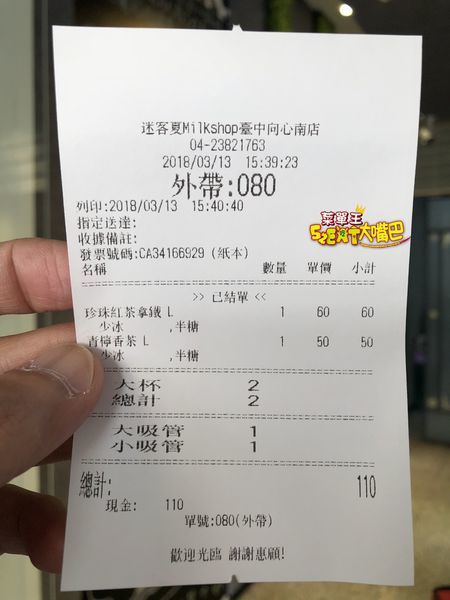 迷客夏Milkshop臺中向心南店
04-23821763
2018/03/13 15:39:23
外帶:080
列印:2018/03/13 15:40:40
指定送達:
收據備註:
發票號碼:CA34166929 (紙本)
名稱 數量 單價 小計
>> 已結單 <<
珍珠紅茶拿鐵 L 1 60 60
少冰 ,半糖
青檸香茶 L 1 50 50
少冰 ,半糖
大杯 2
總計 2
大吸管 1
小吸管 1
總計: 110
現金: 110
單號:080(外帶)
歡迎光臨 謝謝惠顧!
菜單王
SZEAT大嘴巴